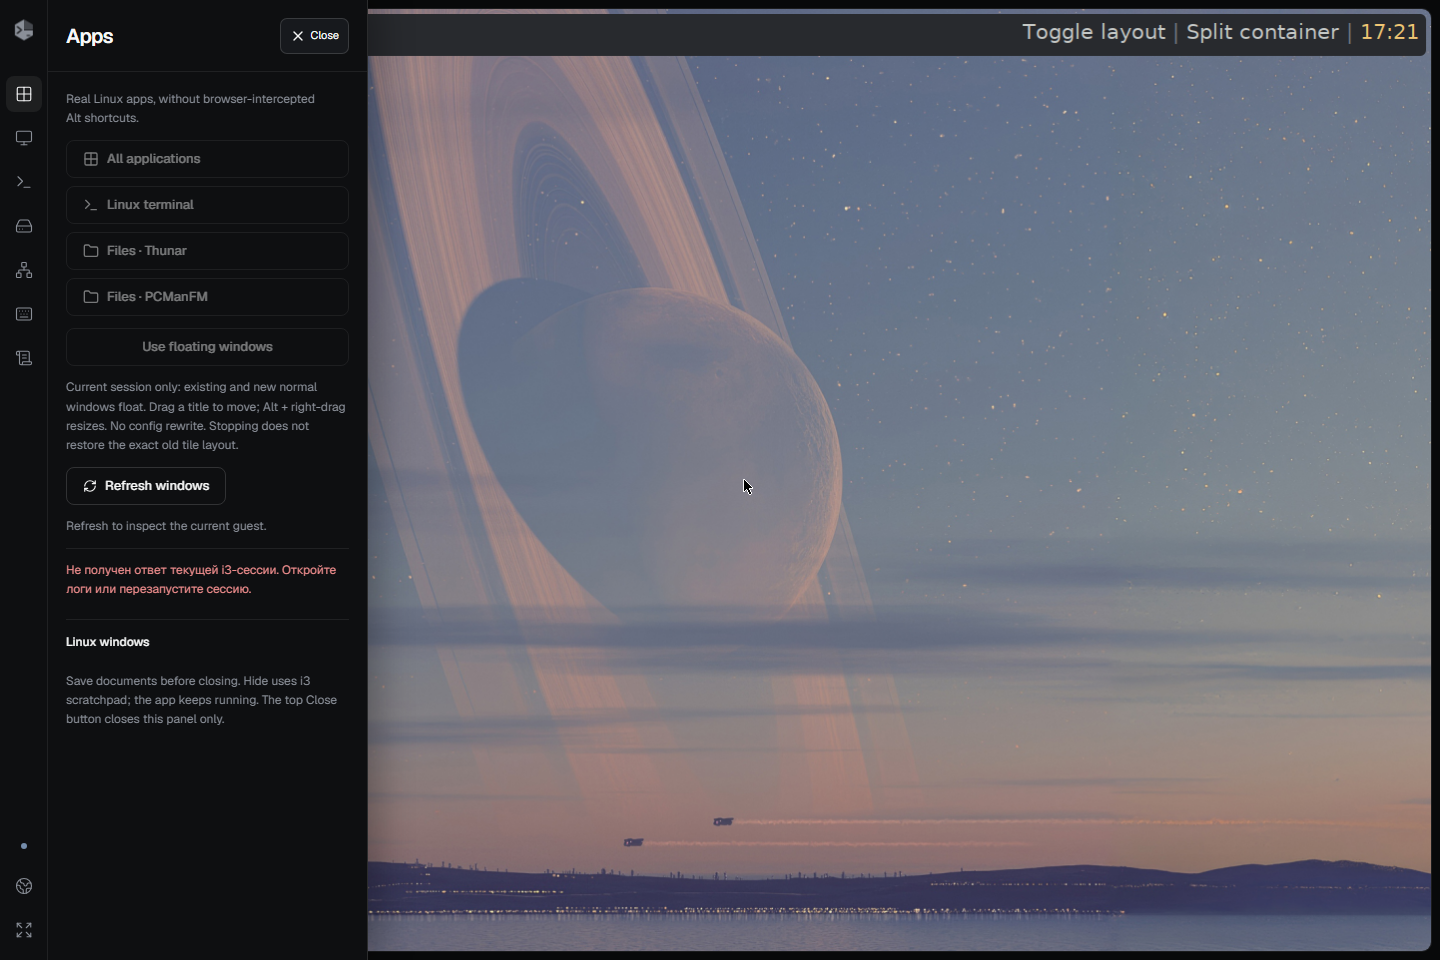 Apps
Close
Toggle layout | Split container | 17:21
Real Linux apps, without browser-intercepted
Alt shortcuts.
All applications
Linux terminal
Files · Thunar
Files · PCManFM
Use floating windows
Current session only: existing and new normal
windows float. Drag a title to move; Alt + right-drag
resizes. No config rewrite. Stopping does not
restore the exact old tile layout.
Refresh windows
Refresh to inspect the current guest.
Не получен ответ текущей i3-сессии. Откройте
логи или перезапустите сессию.
Linux windows
Save documents before closing. Hide uses i3
scratchpad; the app keeps running. The top Close
button closes this panel only.